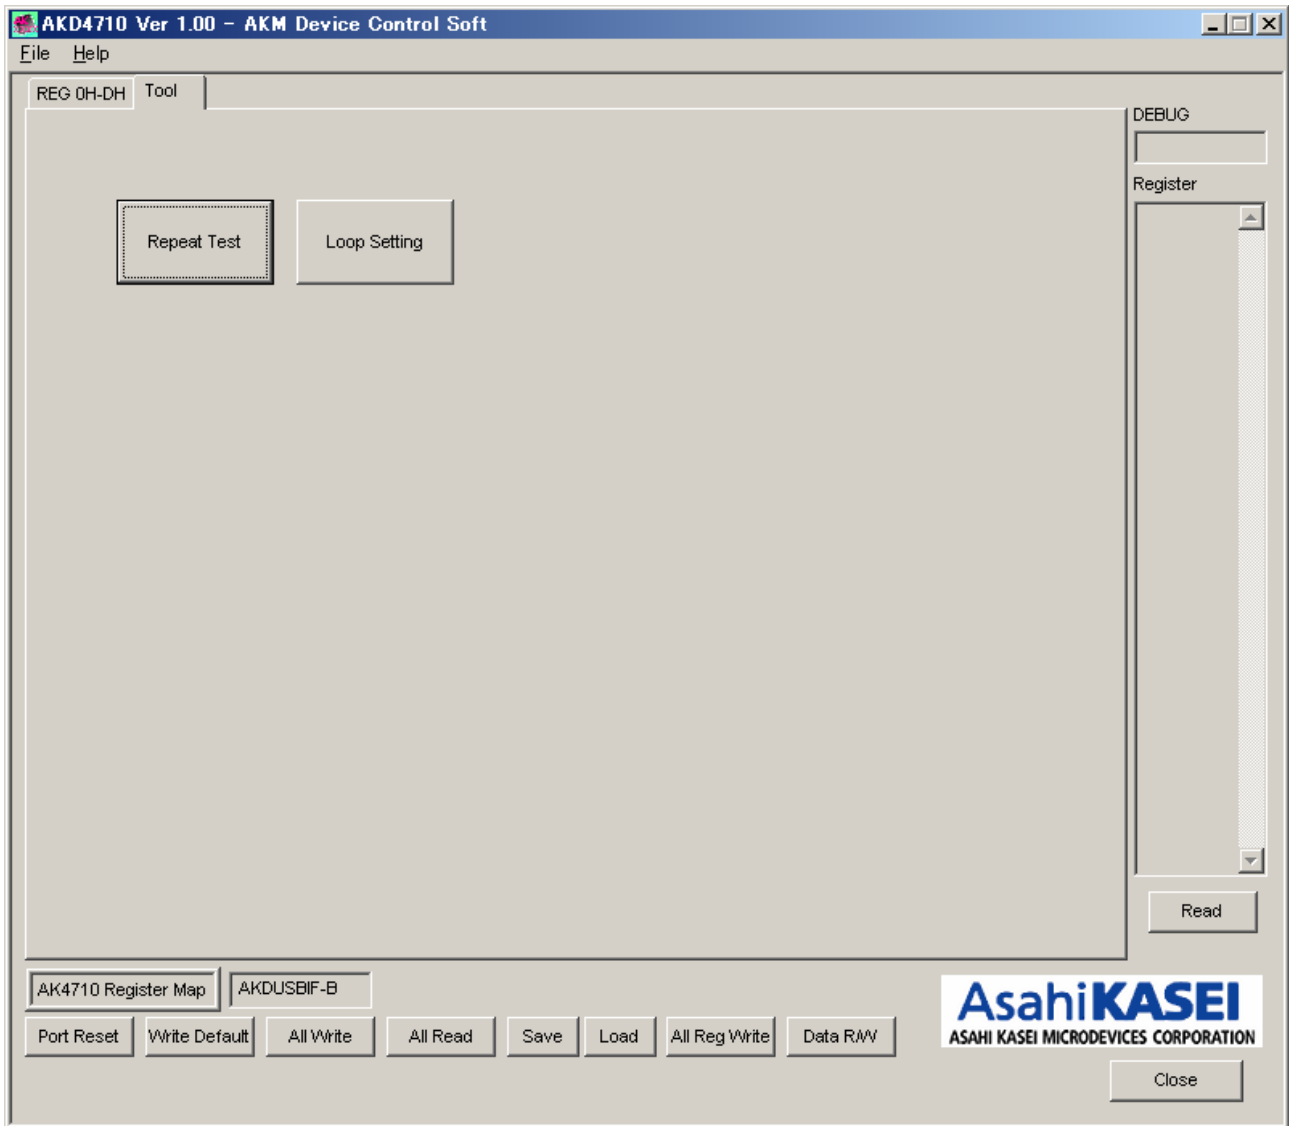 AKD4710 Ver 1.00 - AKM Device Control Soft
File Help
REG 0H-DH Tool
DEBUG
Register
Repeat Test Loop Setting
Read
AK4710 Register Map AKDUSBIF-B
Port Reset Write Default All Write All Read Save Load All Reg Write Data R/W
AsahiKASEI
ASAHI KASEI MICRODEVICES CORPORATION
Close